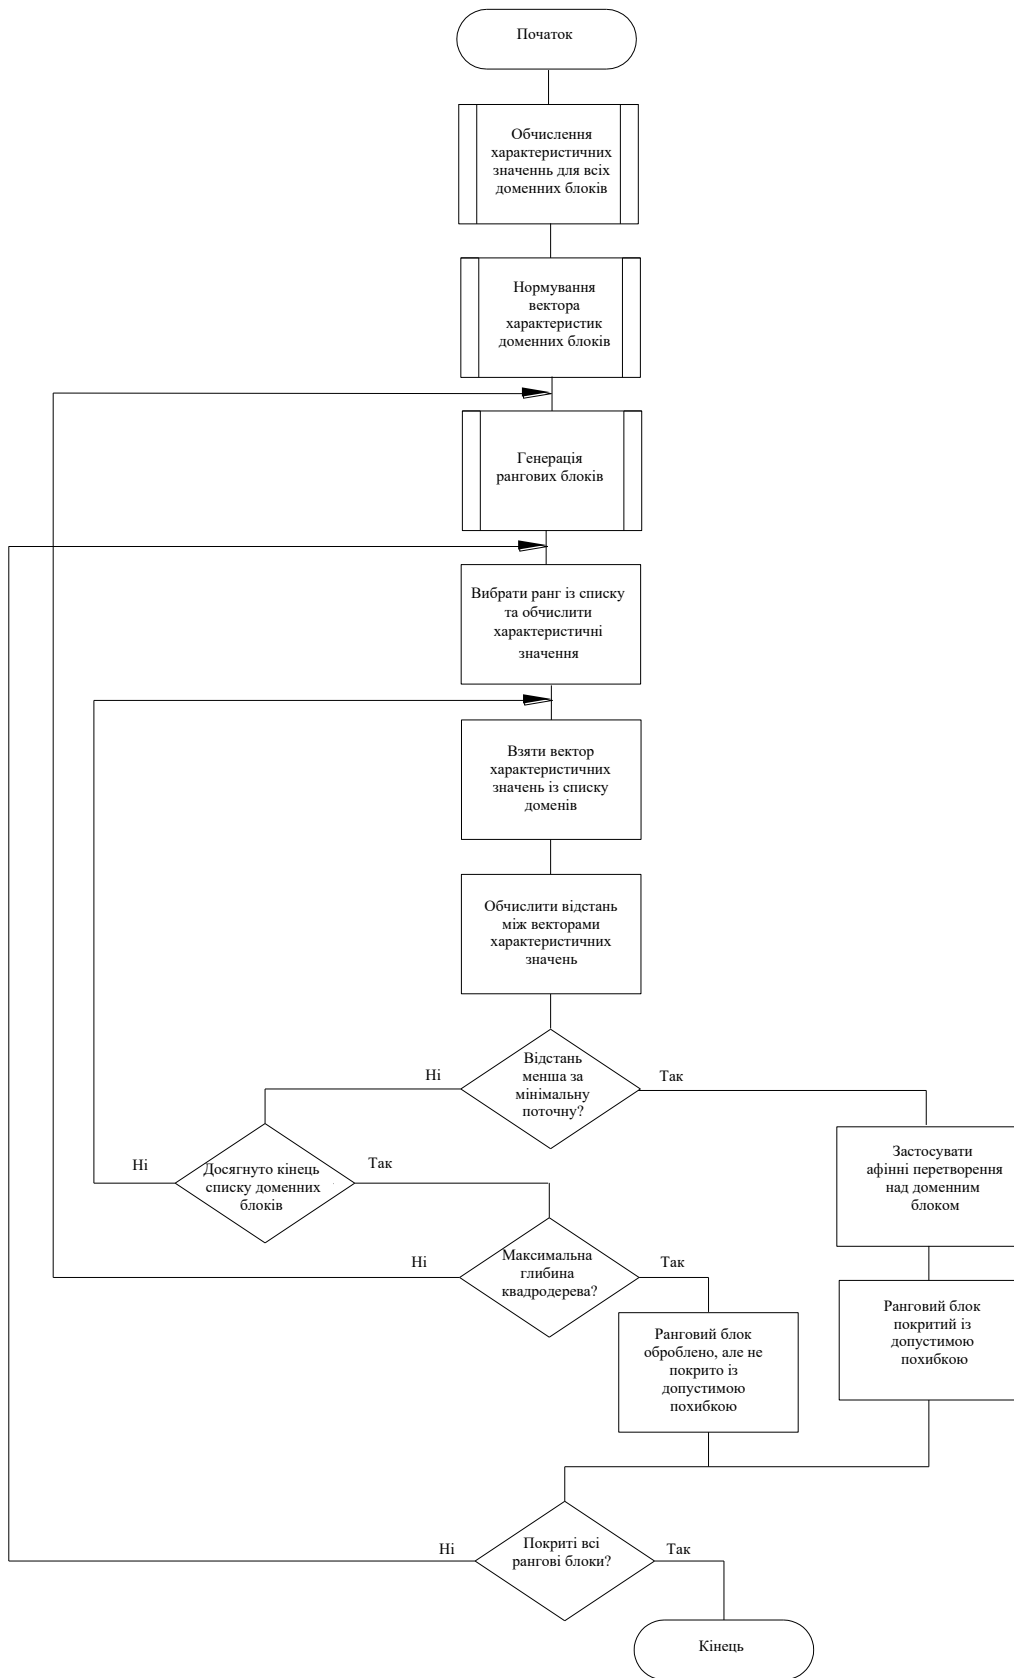 Початок
Обчислення
характеристичних
значеннь для всіх
доменних блоків
Нормування
вектора
характеристик
доменних блоків
Генерація
рангових блоків
Вибрати ранг із списку
та обчислити
характеристичні
значення
Взяти вектор
характеристичних
значень із списку
доменів
Обчислити відстань
між векторами
характеристичних
значень
Відстань
менша за
мінімальну
поточну?
Ні
Так
Досягнуто кінець
списку доменних
блоків
Ні
Так
Застосувати
афінні перетворення
над доменним
блоком
Максимальна
глибина
квадродерева?
Ні
Так
Ранговий блок
покритий із
допустимою
похибкою
Ранговий блок
оброблено, але не
покрито із
допустимою
похибкою
Покриті всі
рангові блоки?
Ні
Так
Кінець